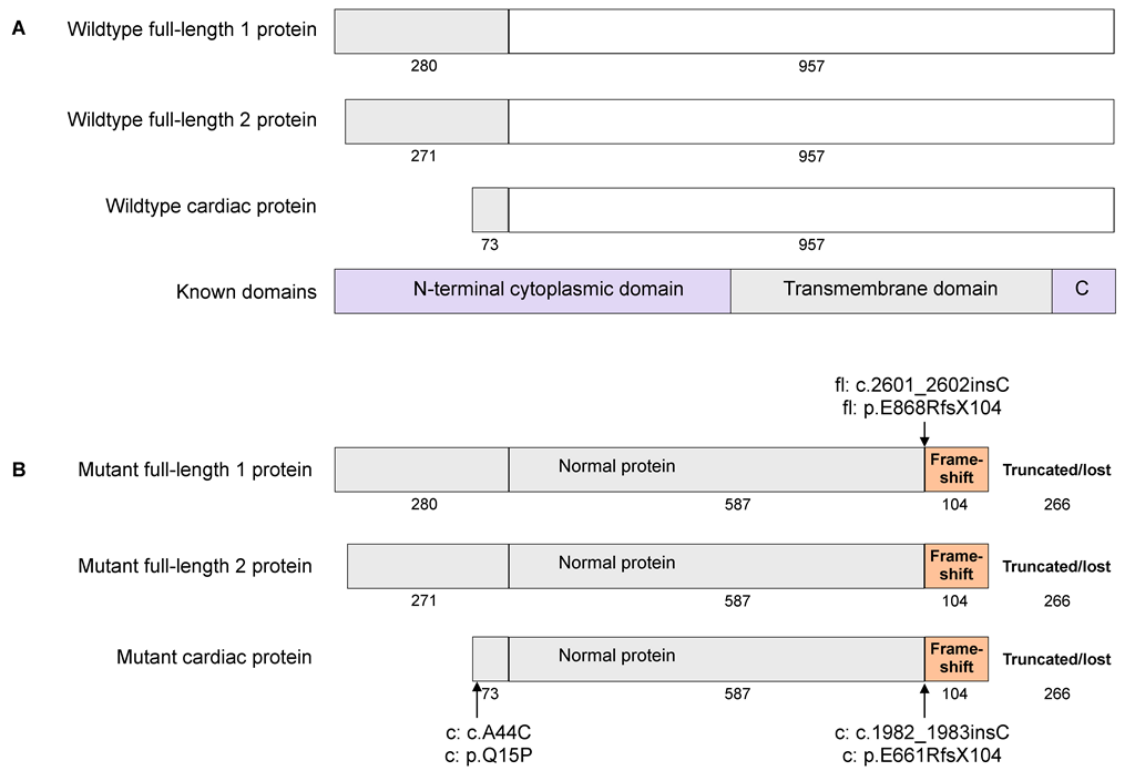 A
Wildtype full-length 1 protein
280
957
Wildtype full-length 2 protein
271
957
Wildtype cardiac protein
73
957
Known domains
N-terminal cytoplasmic domain
Transmembrane domain
C
fl: c.2601_2602insC
fl: p.E868RfsX104
B
Mutant full-length 1 protein
Normal protein
Frame-
shift
Truncated/lost
280
587
104
266
Mutant full-length 2 protein
Normal protein
Frame-
shift
Truncated/lost
271
587
104
266
Mutant cardiac protein
Normal protein
Frame-
shift
Truncated/lost
73
587
104
266
c: c.A44C
c: p.Q15P
c: c.1982_1983insC
c: p.E661RfsX104